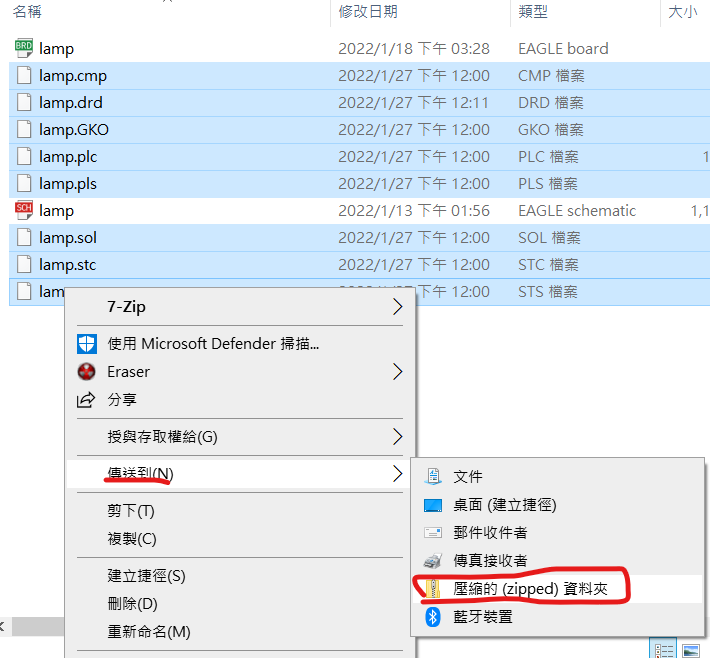 名稱 修改日期 類型 大小
BRD lamp 2022/1/18 下午 03:28 EAGLE board
lamp.cmp 2022/1/27 下午 12:00 CMP 檔案
lamp.drd 2022/1/27 下午 12:11 DRD 檔案
lamp.GKO 2022/1/27 下午 12:00 GKO 檔案
lamp.plc 2022/1/27 下午 12:00 PLC 檔案 1
lamp.pls 2022/1/27 下午 12:00 PLS 檔案
SCH lamp 2022/1/13 下午 01:56 EAGLE schematic 1,1
lamp.sol 2022/1/27 下午 12:00 SOL 檔案
lamp.stc 2022/1/27 下午 12:00 STC 檔案
lamp 2022/1/27 下午 12:00 STS 檔案
7-Zip
使用 Microsoft Defender 掃描...
Eraser
分享
授與存取權給(G)
傳送到(N)
剪下(T)
複製(C)
建立捷徑(S)
刪除(D)
重新命名(M)
文件
桌面 (建立捷徑)
郵件收件者
傳真接收者
壓縮的 (zipped) 資料夾
藍牙裝置